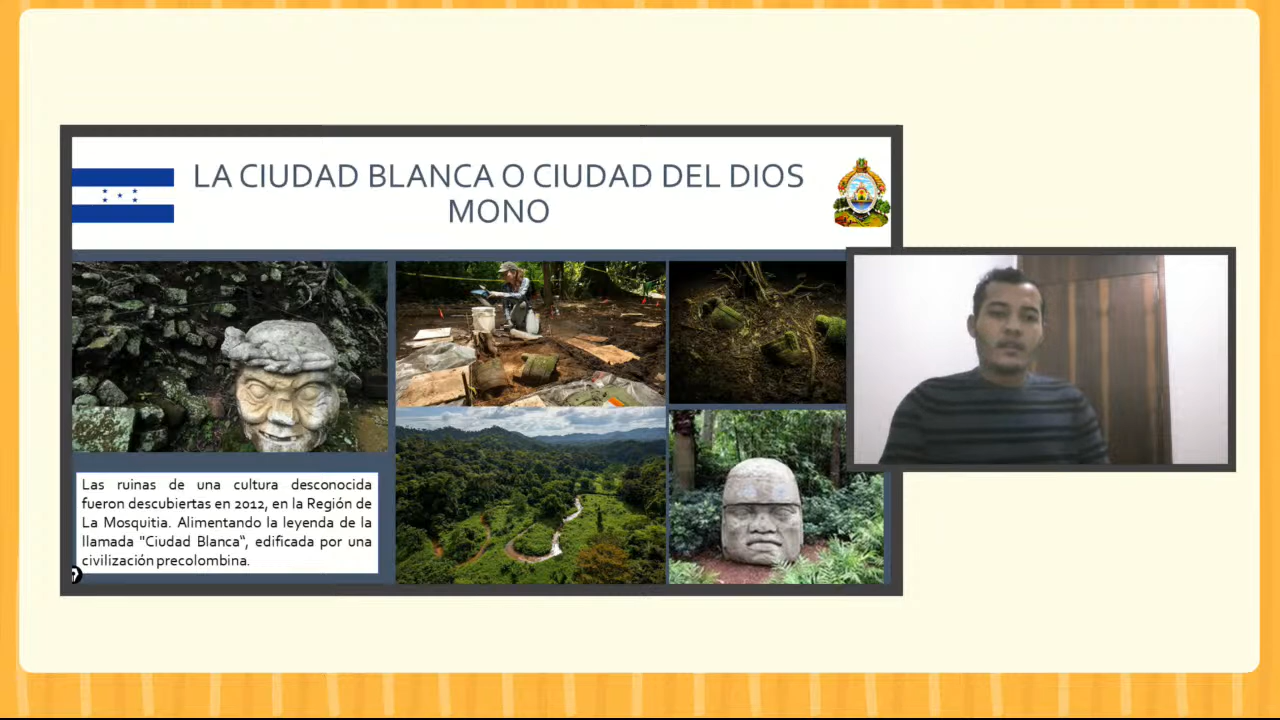 LA CIUDAD BLANCA O CIUDAD DEL DIOS
MONO
Las ruinas de una cultura desconocida
fueron descubiertas en 2012, en la Región de
La Mosquitia. Alimentando la leyenda de la
llamada "Ciudad Blanca“, edificada por una
civilización precolombina.